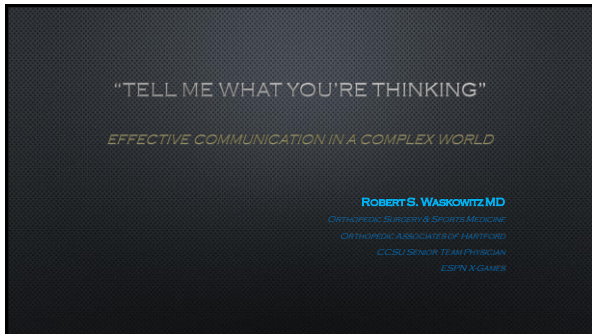 “TELL ME WHAT YOU’RE THINKING"
EFFECTIVE COMMUNICATION IN A COMPLEX WORLD
ROBERT S. WASKOWITZ MD
ORTHOPEDIC SURGERY & SPORTS MEDICINE
ORTHOPEDIC ASSOCIATES OF HARTFORD
CCSU SENIOR TEAM PHYSICIAN
ESPN X-GAMES